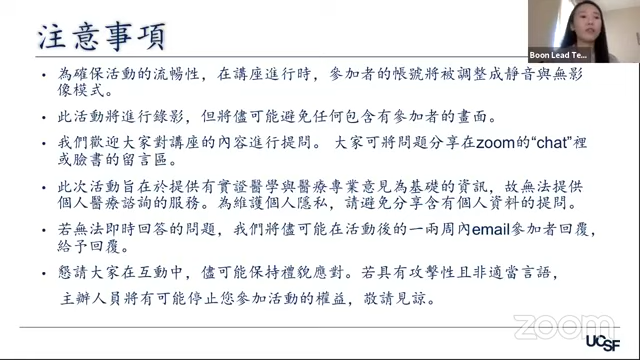 注意事項
Boon Lead Te...
• 為確保活動的流暢性，在講座進行時，參加者的帳號將被調整成靜音與無影
像模式。
• 此活動將進行錄影，但將儘可能避免任何包含有參加者的畫面。
• 我們歡迎大家對講座的內容進行提問。 大家可將問題分享在zoom的“chat”裡
或臉書的留言區。
• 此次活動旨在於提供有實證醫學與醫療專業意見為基礎的資訊，故無法提供
個人醫療諮詢的服務。為維護個人隱私，請避免分享含有個人資料的提問。
• 若無法即時回答的問題，我們將儘可能在活動後的一兩周內email參加者回覆，
給予回覆。
• 懇請大家在互動中，儘可能保持禮貌應對。若具有攻擊性且非適當言語，
主辦人員將有可能停止您參加活動的權益，敬請見諒。
zoom
UCSF